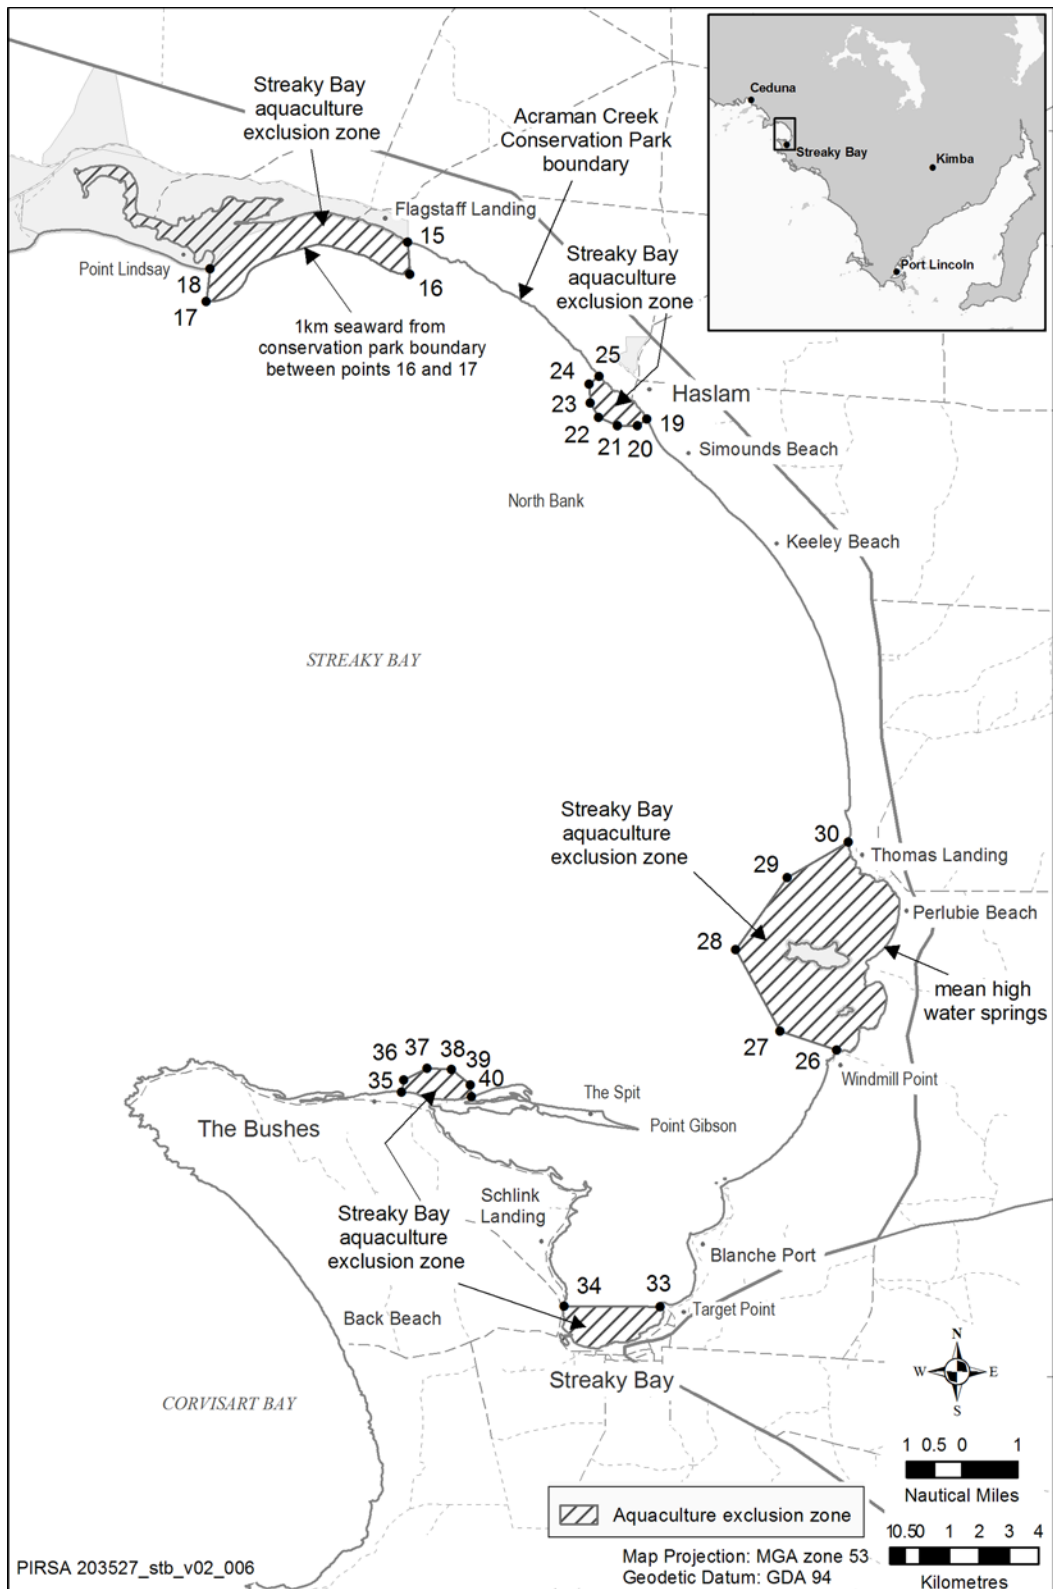 Streaky Bay
aquaculture
exclusion zone
Acraman Creek
Conservation Park
boundary
Ceduna
Streaky Bay
Kimba
Port Lincoln
Flagstaff Landing
15
16
Point Lindsay
18
17
1km seaward from
conservation park boundary
between points 16 and 17
Streaky Bay
aquaculture
exclusion zone
25
24
23
22
21
20
19
Haslam
Simounds Beach
North Bank
Keeley Beach
STREAKY BAY
Streaky Bay
aquaculture
exclusion zone
30
Thomas Landing
29
Perlubie Beach
28
mean high
water springs
27
26
Windmill Point
36
37
38
39
35
40
The Spit
Point Gibson
The Bushes
Schlink
Landing
Streaky Bay
aquaculture
exclusion zone
Blanche Port
34
33
Target Point
Back Beach
Streaky Bay
CORVISART BAY
N
W
E
S
1 0.5 0 1
Nautical Miles
Aquaculture exclusion zone
10.50 1 2 3 4
Kilometres
Map Projection: MGA zone 53
Geodetic Datum: GDA 94
PIRSA 203527_stb_v02_006